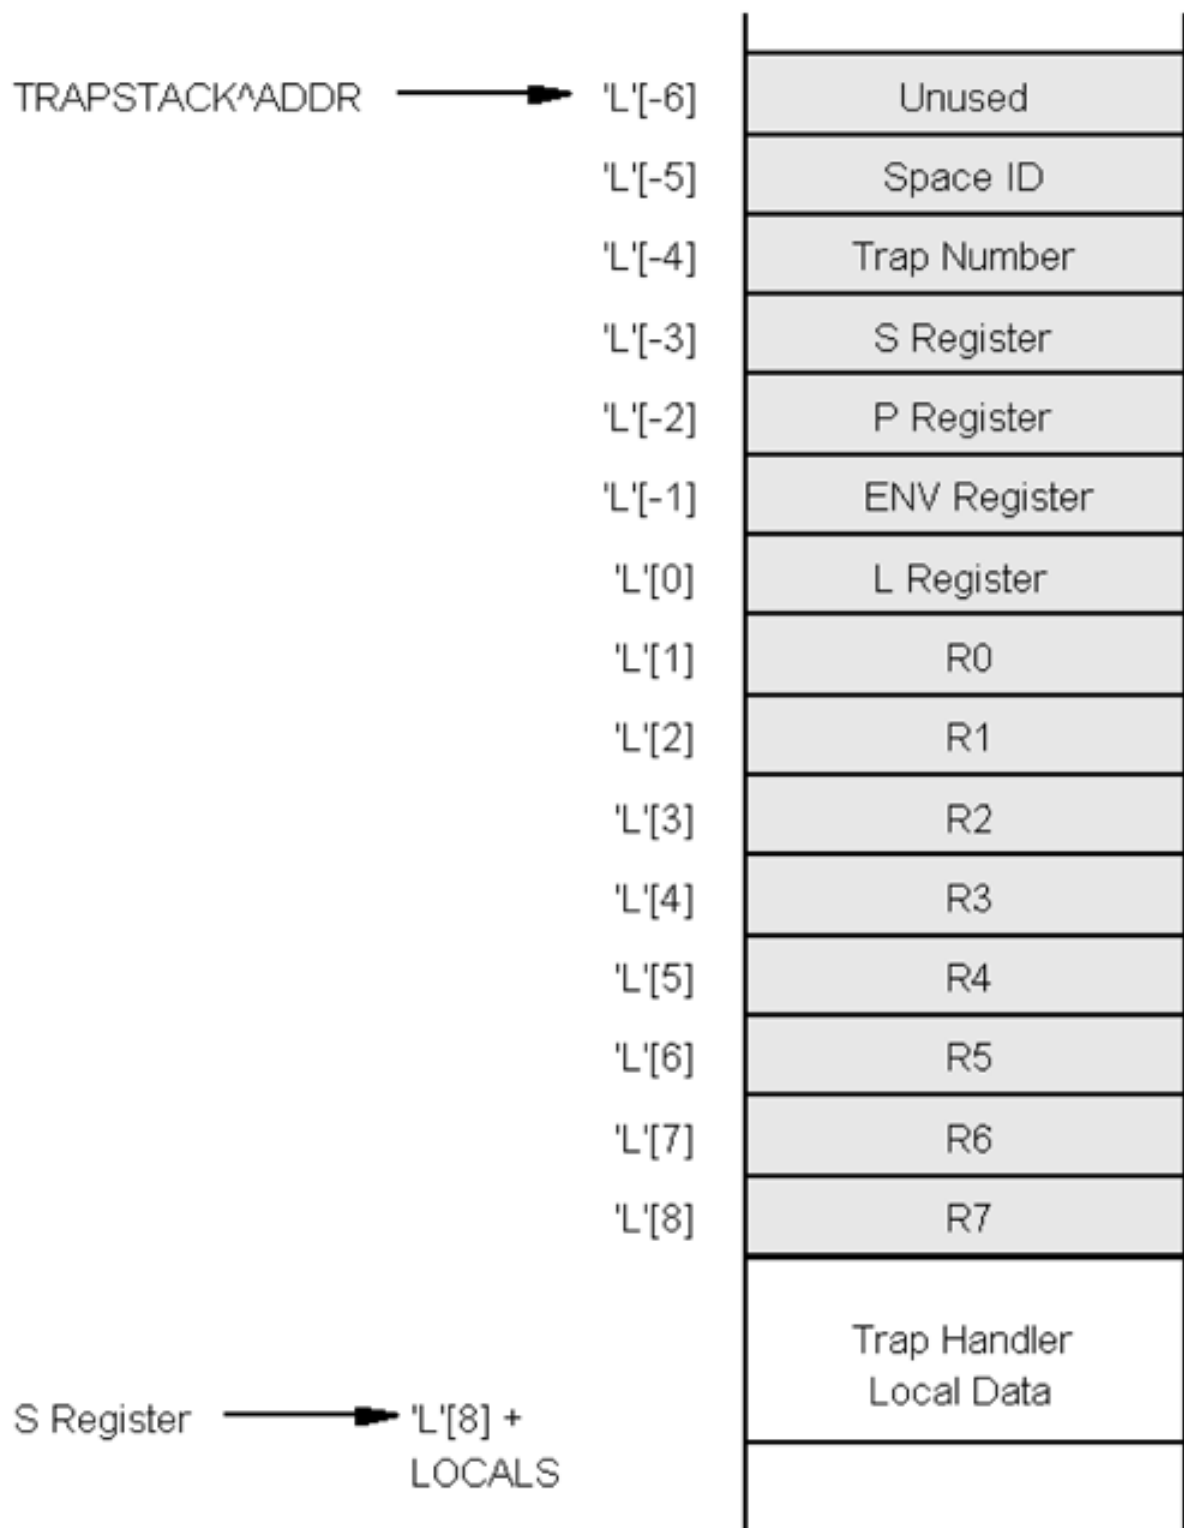 TRAPSTACK^ADDR 'L'[-6] Unused
'L'[-5] Space ID
'L'[-4] Trap Number
'L'[-3] S Register
'L'[-2] P Register
'L'[-1] ENV Register
'L'[0] L Register
'L'[1] R0
'L'[2] R1
'L'[3] R2
'L'[4] R3
'L'[5] R4
'L'[6] R5
'L'[7] R6
'L'[8] R7
Trap Handler
Local Data
S Register 'L'[8] +
LOCALS